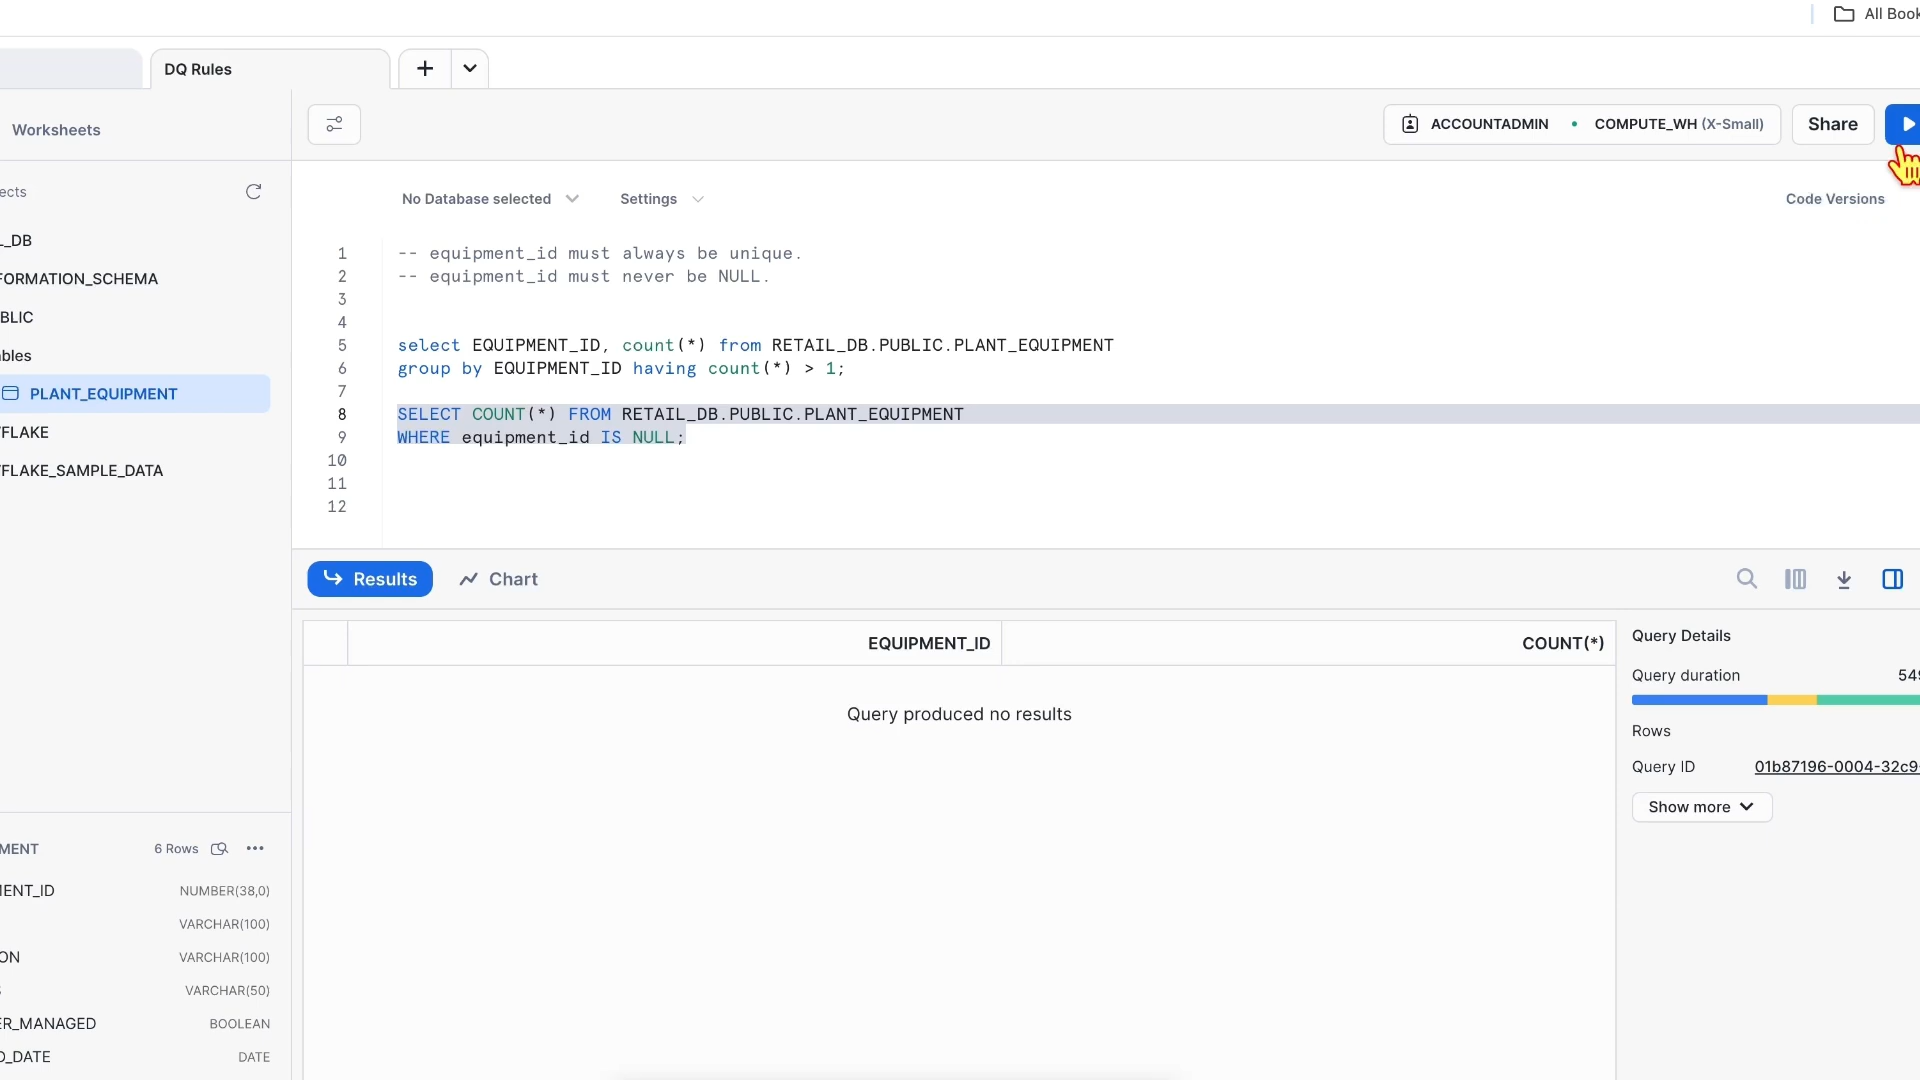 All Book
DQ Rules
Worksheets
ACCOUNTADMIN • COMPUTE_WH (X-Small)
Share
ects
No Database selected
Settings
Code Versions
L_DB
FORMATION_SCHEMA
BLIC
bles
PLANT_EQUIPMENT
FLAKE
FLAKE_SAMPLE_DATA
1 -- equipment_id must always be unique.
2 -- equipment_id must never be NULL.
3
4
5 select EQUIPMENT_ID, count(*) from RETAIL_DB.PUBLIC.PLANT_EQUIPMENT
6 group by EQUIPMENT_ID having count(*) > 1;
7
8 SELECT COUNT(*) FROM RETAIL_DB.PUBLIC.PLANT_EQUIPMENT
9 WHERE equipment_id IS NULL;
10
11
12
Results
Chart
EQUIPMENT_ID COUNT(*)
Query produced no results
Query Details
Query duration 549
Rows
Query ID 01b87196-0004-32c9-
Show more
MENT 6 Rows
MENT_ID NUMBER(38,0)
VARCHAR(100)
ON VARCHAR(100)
S VARCHAR(50)
ER_MANAGED BOOLEAN
D_DATE DATE